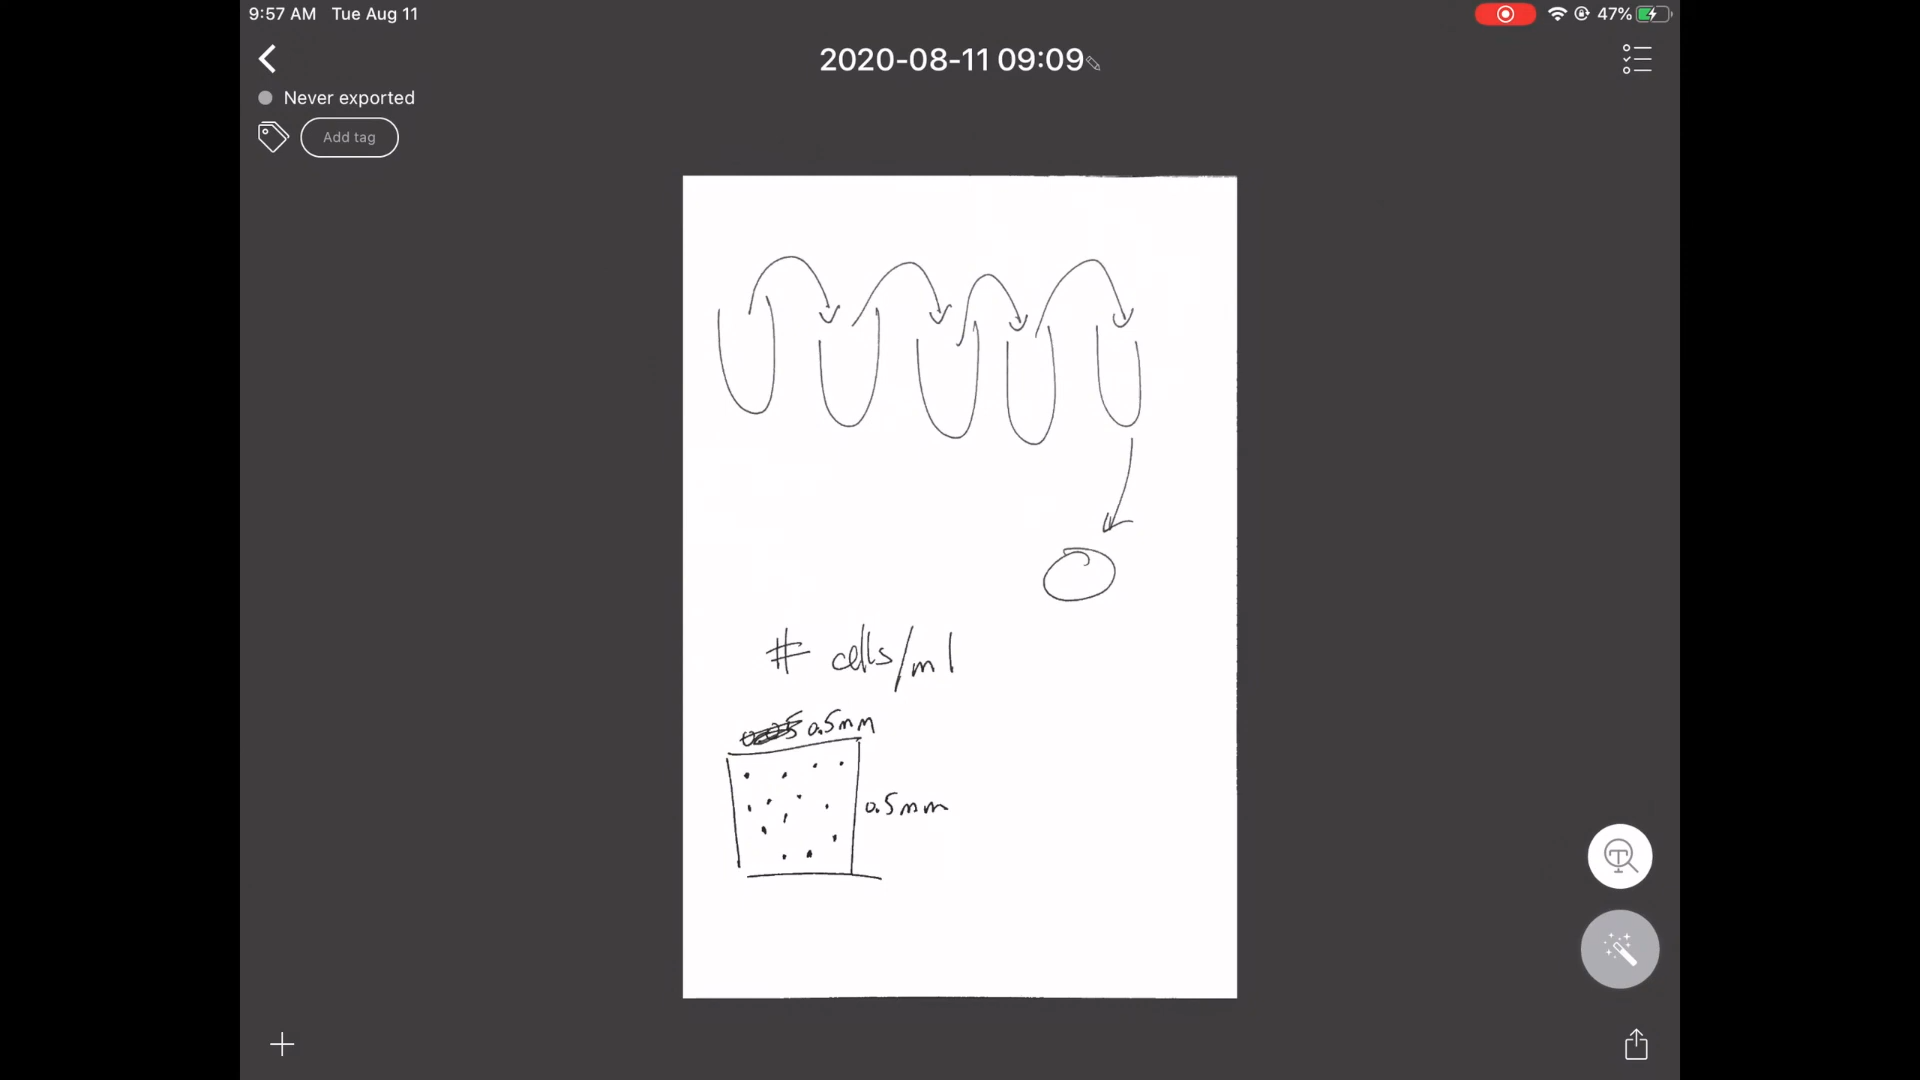 9:57 AM Tue Aug 11
47%
2020-08-11 09:09
Never exported
Add tag
# cells/ml
0.5mm
0.5mm